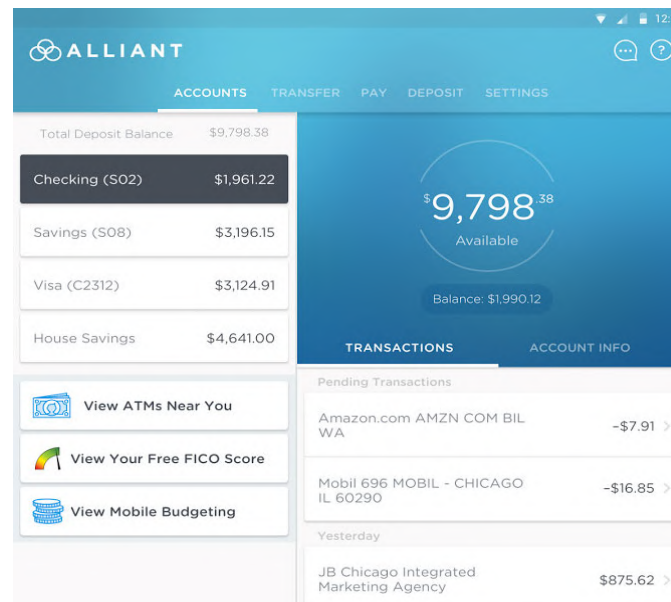 12:
ALLIANT
ACCOUNTS TRANSFER PAY DEPOSIT SETTINGS
Total Deposit Balance $9,798.38
Checking (S02) $1,961.22
Savings (S08) $3,196.15
Visa (C2312) $3,124.91
House Savings $4,641.00
View ATMs Near You
View Your Free FICO Score
View Mobile Budgeting
$9,798.38
Available
Balance: $1,990.12
TRANSACTIONS ACCOUNT INFO
Pending Transactions
Amazon.com AMZN COM BIL
WA
-$7.91
Mobil 696 MOBIL - CHICAGO
IL 60290
-$16.85
Yesterday
JB Chicago Integrated
Marketing Agency
$875.62